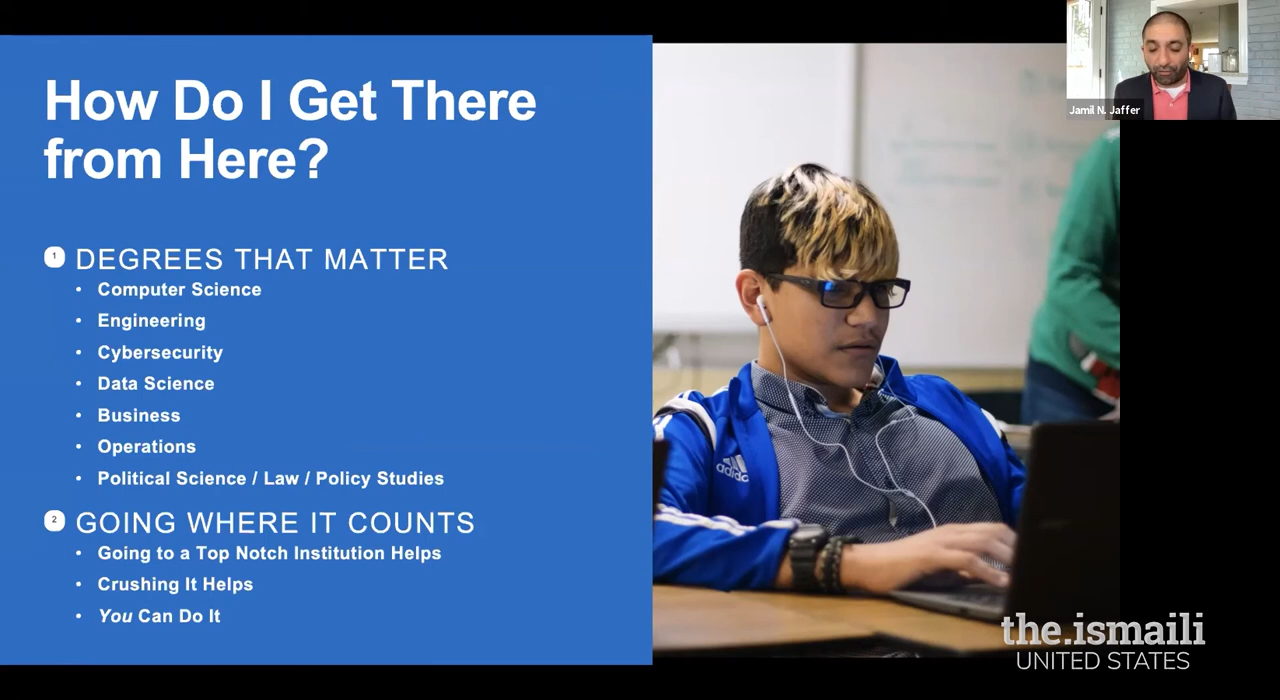 How Do I Get There
from Here?
1 DEGREES THAT MATTER
• Computer Science
• Engineering
• Cybersecurity
• Data Science
• Business
• Operations
• Political Science / Law / Policy Studies
2 GOING WHERE IT COUNTS
• Going to a Top Notch Institution Helps
• Crushing It Helps
• You Can Do It
Jamil N. Jaffer
adidas
the.ismaili
UNITED STATES